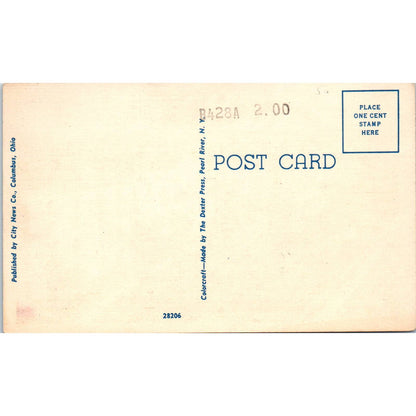 Published by City News Co., Columbus, Ohio
28206
Colorcraft—Made by The Dexter Press, Pearl River, N. Y.
B428A 2.00
POST CARD
PLACE
ONE CENT
STAMP
HERE